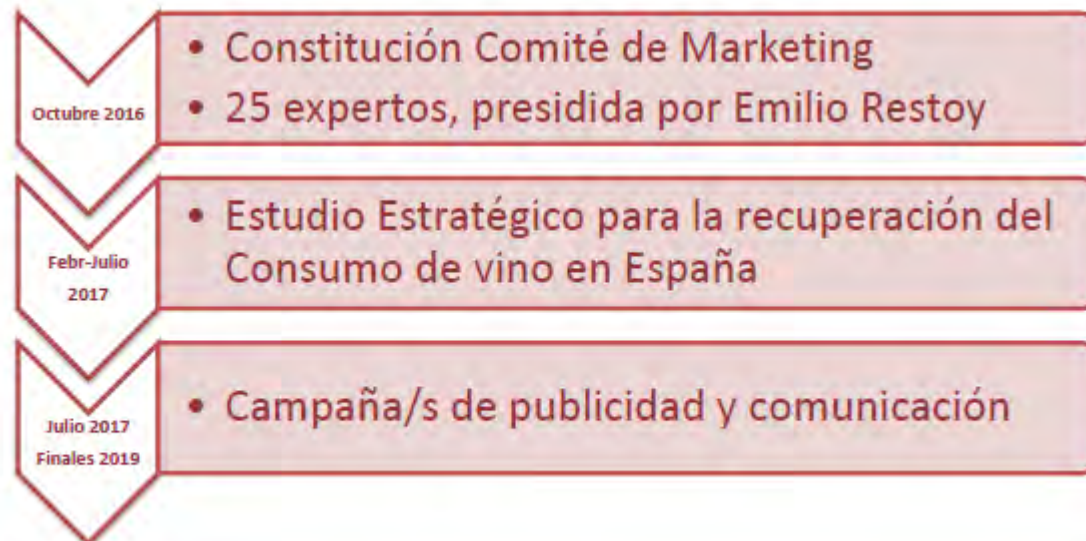 Octubre 2016
• Constitución Comité de Marketing
• 25 expertos, presidida por Emilio Restoy
Febr-Julio
2017
• Estudio Estratégico para la recuperación del
Consumo de vino en España
Julio 2017
Finales 2019
• Campaña/s de publicidad y comunicación